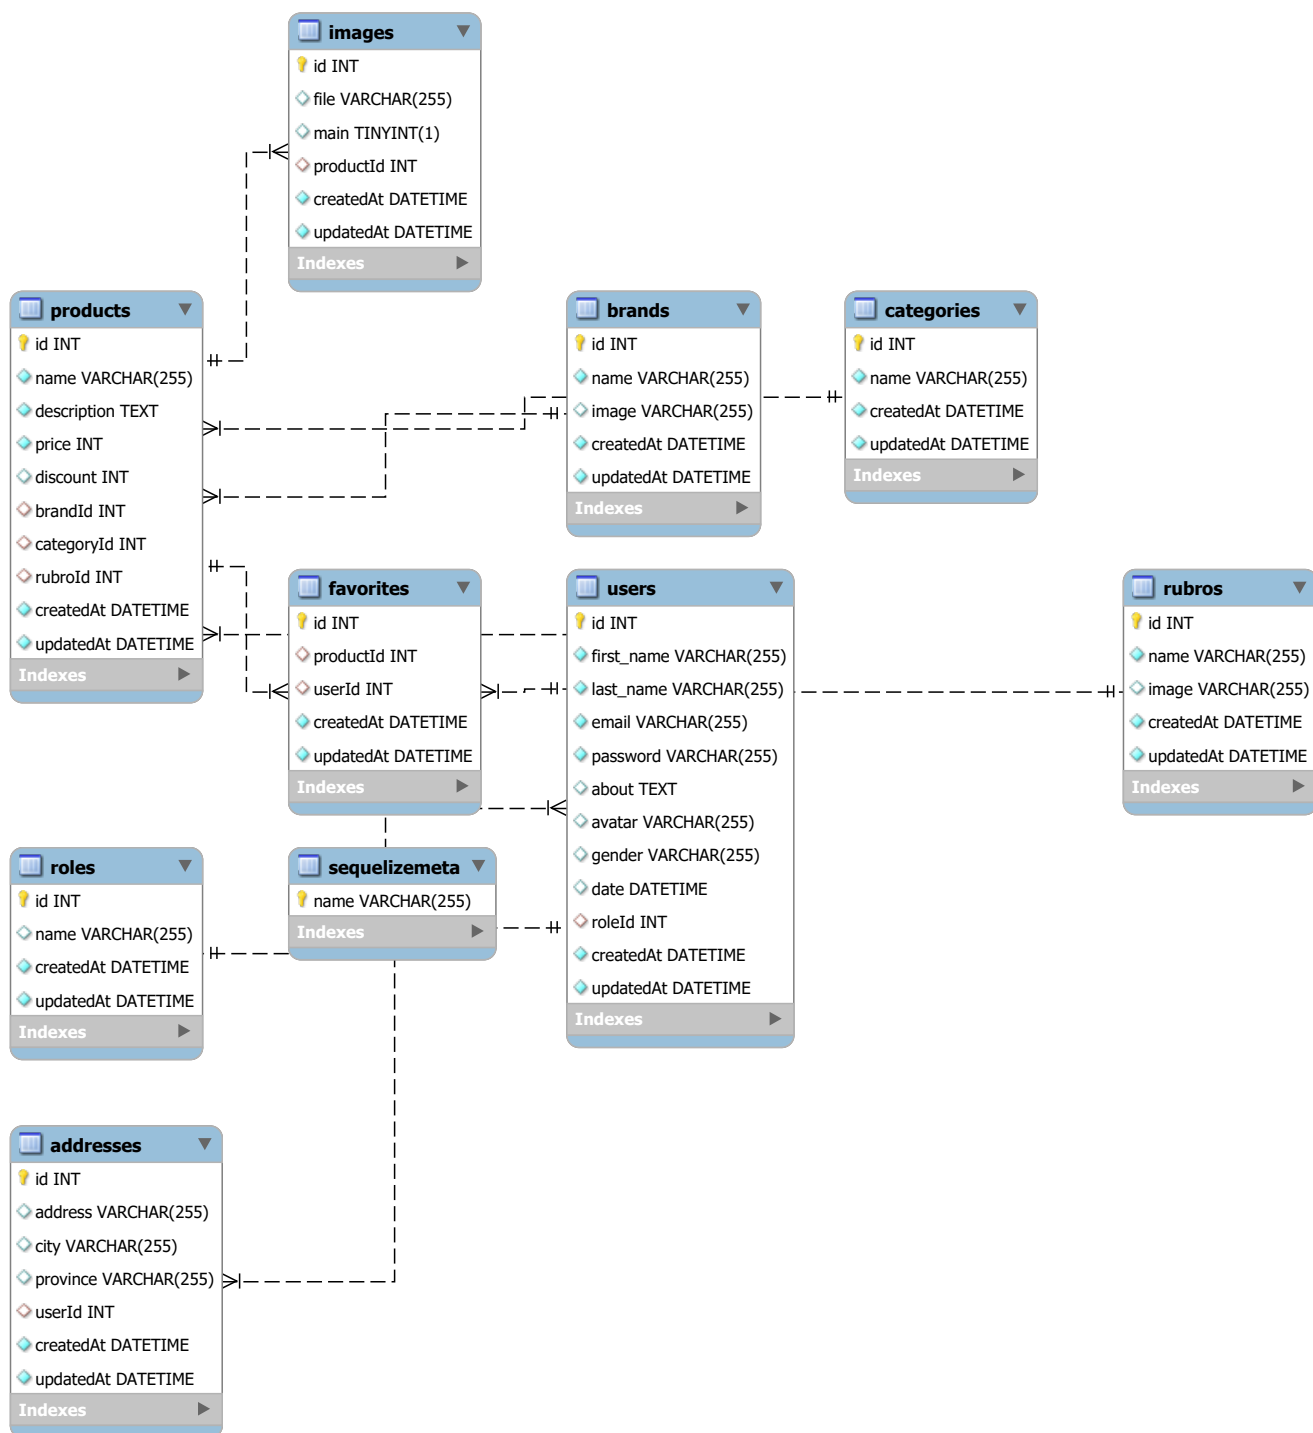 images
id INT
file VARCHAR(255)
main TINYINT(1)
productId INT
createdAt DATETIME
updatedAt DATETIME
Indexes
products
id INT
name VARCHAR(255)
description TEXT
price INT
discount INT
brandId INT
categoryId INT
rubroId INT
createdAt DATETIME
updatedAt DATETIME
Indexes
brands
id INT
name VARCHAR(255)
image VARCHAR(255)
createdAt DATETIME
updatedAt DATETIME
Indexes
categories
id INT
name VARCHAR(255)
createdAt DATETIME
updatedAt DATETIME
Indexes
favorites
id INT
productId INT
userId INT
createdAt DATETIME
updatedAt DATETIME
Indexes
users
id INT
first_name VARCHAR(255)
last_name VARCHAR(255)
email VARCHAR(255)
password VARCHAR(255)
about TEXT
avatar VARCHAR(255)
gender VARCHAR(255)
date DATETIME
roleId INT
createdAt DATETIME
updatedAt DATETIME
Indexes
rubros
id INT
name VARCHAR(255)
image VARCHAR(255)
createdAt DATETIME
updatedAt DATETIME
Indexes
roles
id INT
name VARCHAR(255)
createdAt DATETIME
updatedAt DATETIME
Indexes
sequelizemeta
name VARCHAR(255)
Indexes
addresses
id INT
address VARCHAR(255)
city VARCHAR(255)
province VARCHAR(255)
userId INT
createdAt DATETIME
updatedAt DATETIME
Indexes